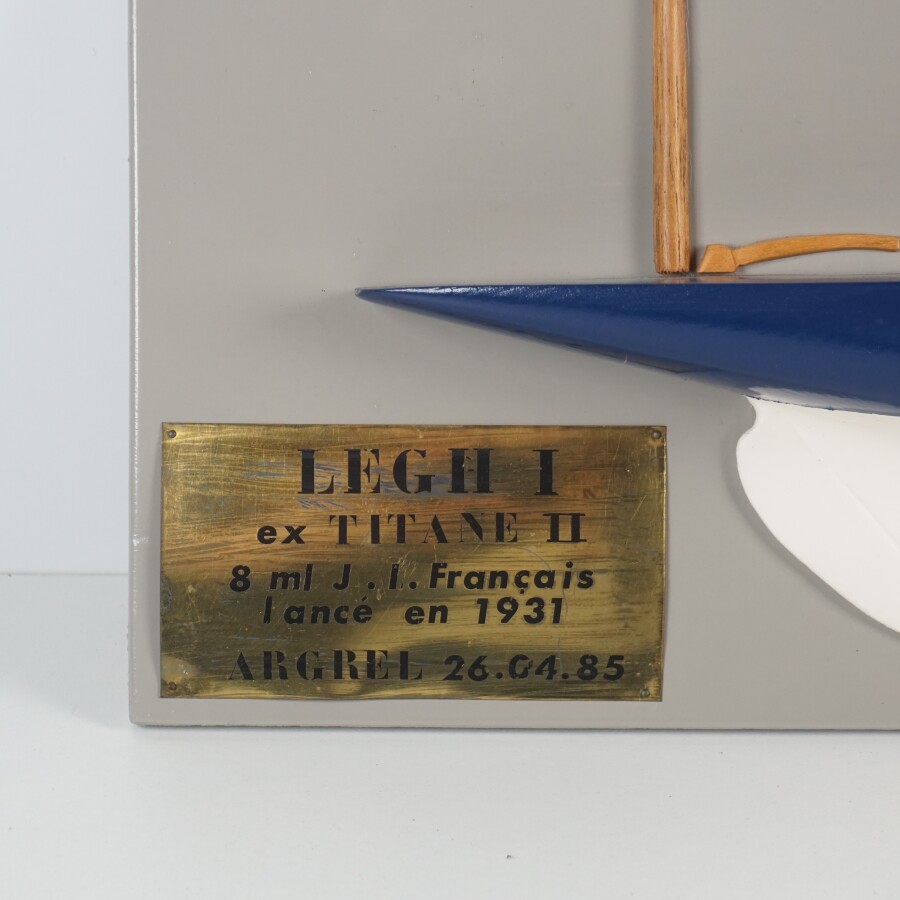 LEGH I
ex TITANE II
8 ml J.I. Français
lancé en 1931
ARGREL 26.04.85